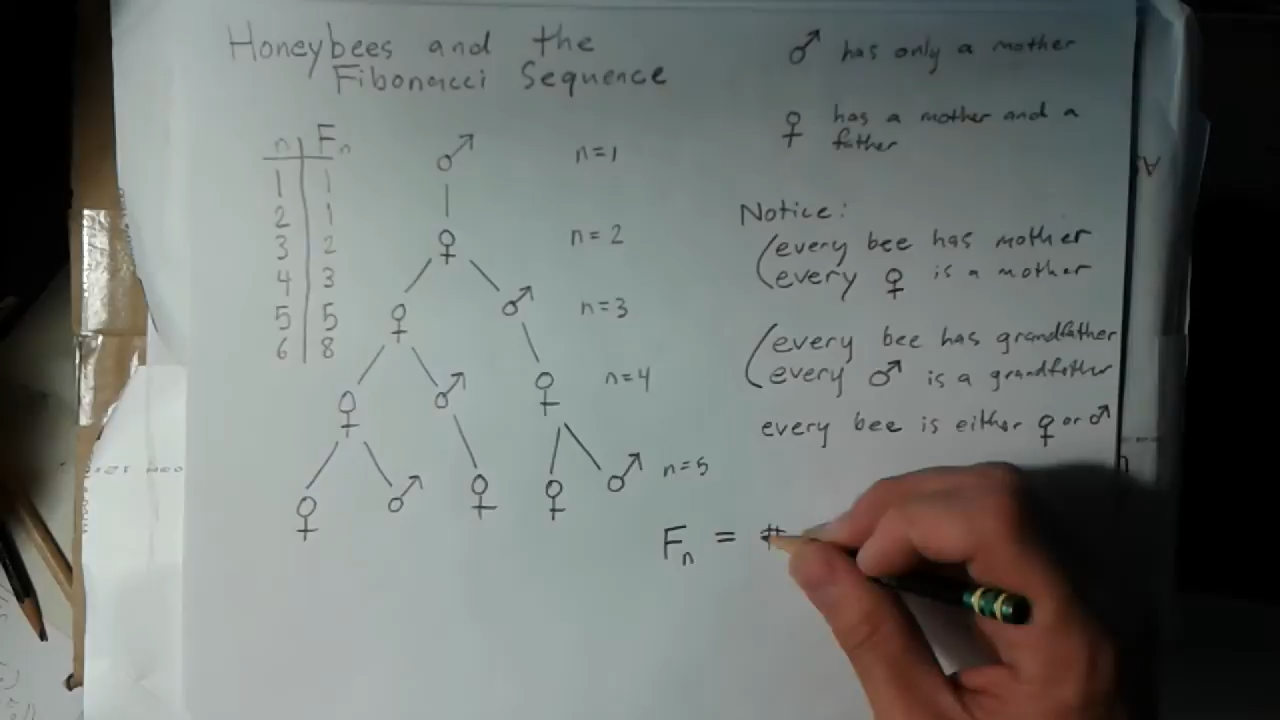 Honeybees and the
Fibonacci Sequence
♂ has only a mother
♀ has a mother and a
father
n Fn
1 1
2 1
3 2
4 3
5 5
6 8
♂ n=1
♀ n=2
♀ ♂ n=3
♀ ♂ ♀ n=4
♀ ♂ ♀ ♀ ♂ n=5
Notice:
(every bee has mother
(every ♀ is a mother
(every bee has grandfather
(every ♂ is a grandfather
every bee is either ♀ or ♂
Fn = #